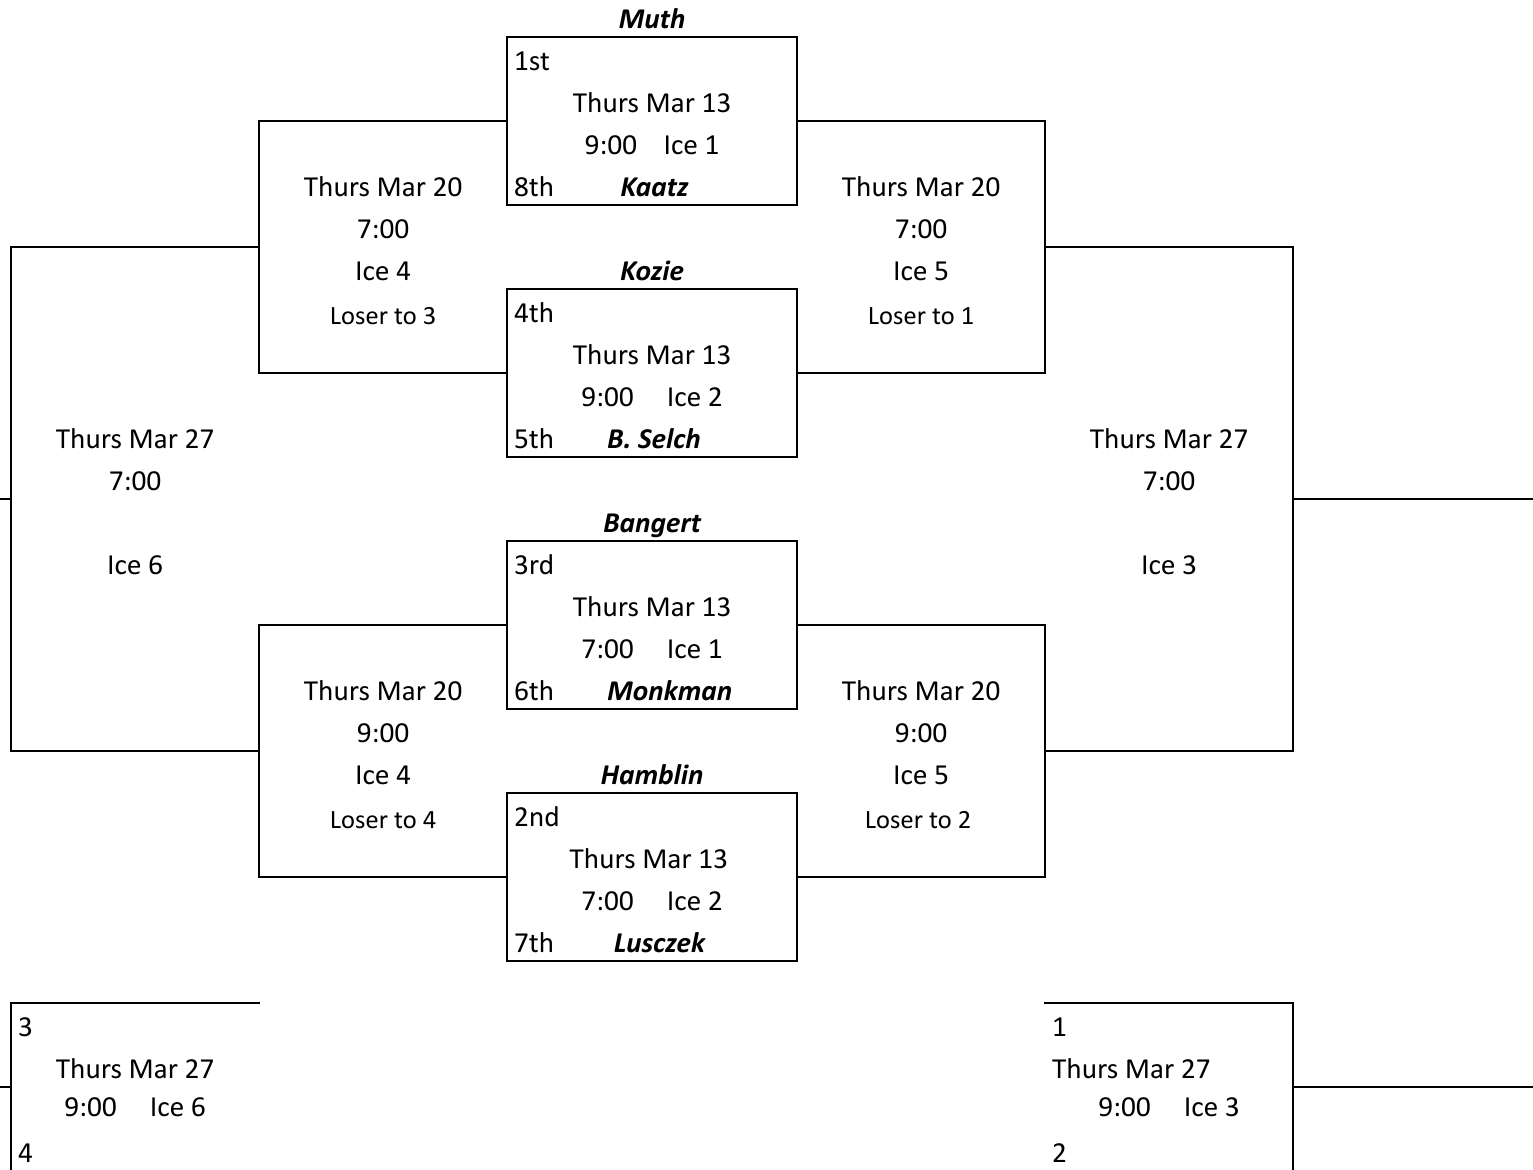 Muth
1st
Thurs Mar 13
9:00 Ice 1
8th Kaatz
Thurs Mar 20
7:00
Ice 4
Loser to 3
Thurs Mar 20
7:00
Ice 5
Loser to 1
Kozie
4th
Thurs Mar 13
9:00 Ice 2
5th B. Selch
Thurs Mar 27
7:00
Ice 6
Thurs Mar 27
7:00
Ice 3
Bangert
3rd
Thurs Mar 13
7:00 Ice 1
6th Monkman
Thurs Mar 20
9:00
Ice 4
Loser to 4
Thurs Mar 20
9:00
Ice 5
Loser to 2
Hamblin
2nd
Thurs Mar 13
7:00 Ice 2
7th Lusczek
3
Thurs Mar 27
9:00 Ice 6
4
1
Thurs Mar 27
9:00 Ice 3
2